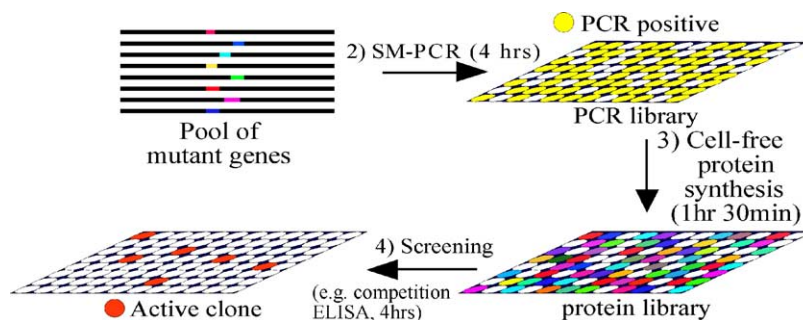 PCR positive
2) SM-PCR (4 hrs)
Pool of
mutant genes
PCR library
3) Cell-free
protein
synthesis
(1hr 30min)
4) Screening
(e.g. competition
ELISA, 4hrs)
Active clone
protein library